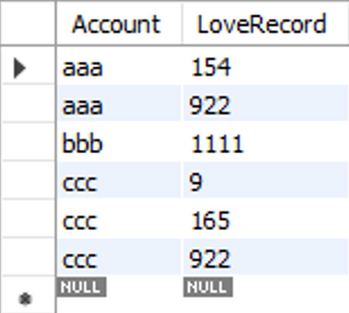 Account LoveRecord
aaa 154
aaa 922
bbb 1111
ccc 9
ccc 165
ccc 922
NULL NULL